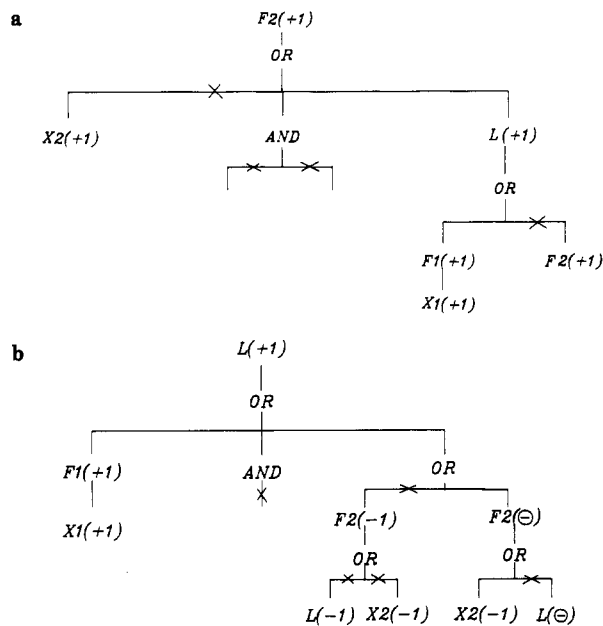 a
F2(+1)
OR
X2(+1) AND L(+1)
OR
F1(+1) F2(+1)
X1(+1)
b
L(+1)
OR
F1(+1) AND OR
X1(+1) F2(-1) F2(⊖)
OR OR
L(-1) X2(-1) X2(-1) L(⊖)